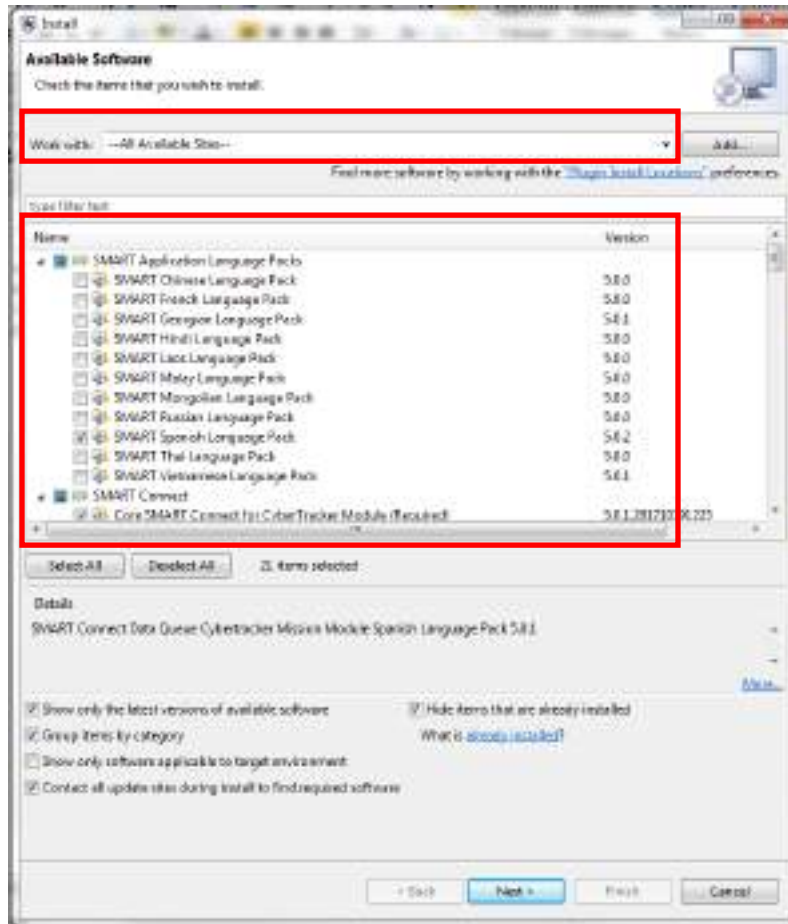 Install
Available Software
Check the items that you wish to install.
Work with: --All Available Sites--
Add...
Find more software by working with the "Plugin Install Locations" preferences.
type filter text
Name Version
SMART Application Language Packs
SMART Chinese Language Pack 5.0.0
SMART French Language Pack 5.0.0
SMART Georgian Language Pack 5.0.1
SMART Hindi Language Pack 5.0.0
SMART Laos Language Pack 5.0.0
SMART Malay Language Pack 5.0.0
SMART Mongolian Language Pack 5.0.0
SMART Russian Language Pack 5.0.0
SMART Spanish Language Pack 5.0.2
SMART Thai Language Pack 5.0.0
SMART Vietnamese Language Pack 5.0.1
SMART Connect
Core SMART Connect for CyberTracker Module (Required)
Select All Deselect All 21 items selected
Details
SMART Connect Data Queue Cybertracker Mission Module Spanish Language Pack 5.0.1
More...
Show only the latest versions of available software Hide items that are already installed
Group items by category What is already installed?
Show only software applicable to target environment
Contact all update sites during install to find required software
< Back Next > Finish Cancel